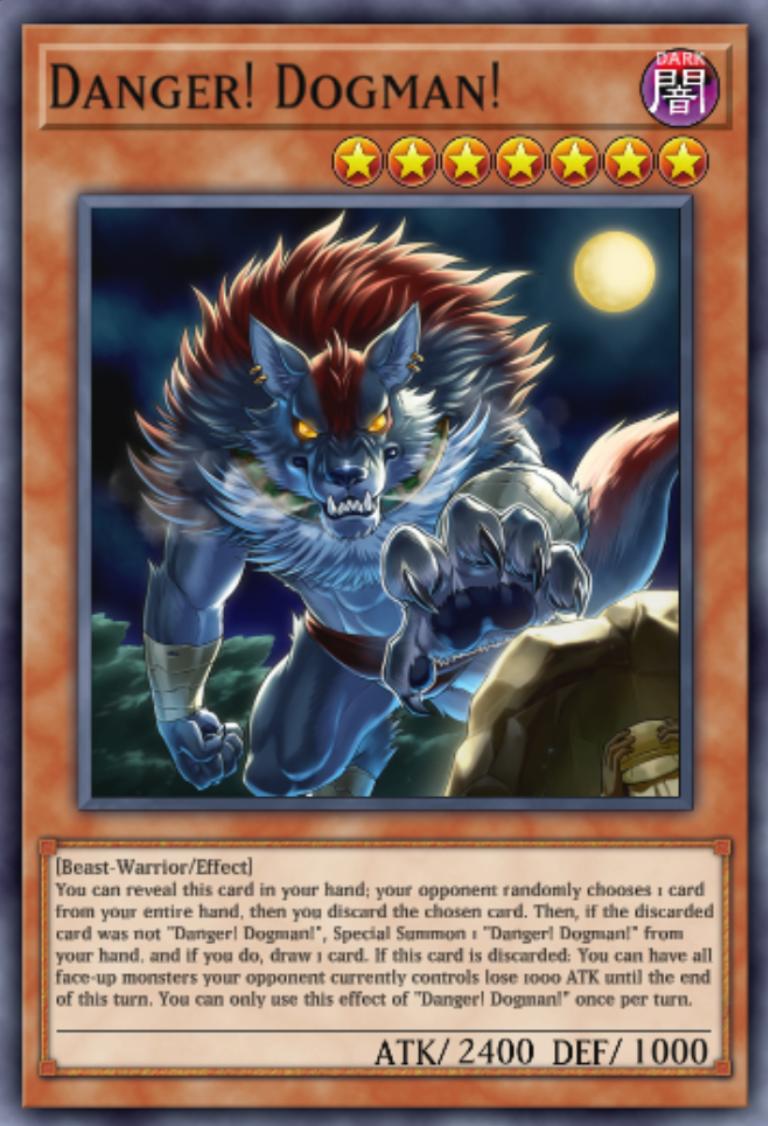 DANGER! DOGMAN!
DARK
闇
[Beast-Warrior/Effect]
You can reveal this card in your hand; your opponent randomly chooses 1 card
from your entire hand, then you discard the chosen card. Then, if the discarded
card was not "Danger! Dogman!", Special Summon 1 "Danger! Dogman!" from
your hand, and if you do, draw 1 card. If this card is discarded: You can have all
face-up monsters your opponent currently controls lose 1000 ATK until the end
of this turn. You can only use this effect of "Danger! Dogman!" once per turn.
ATK/ 2400 DEF/ 1000